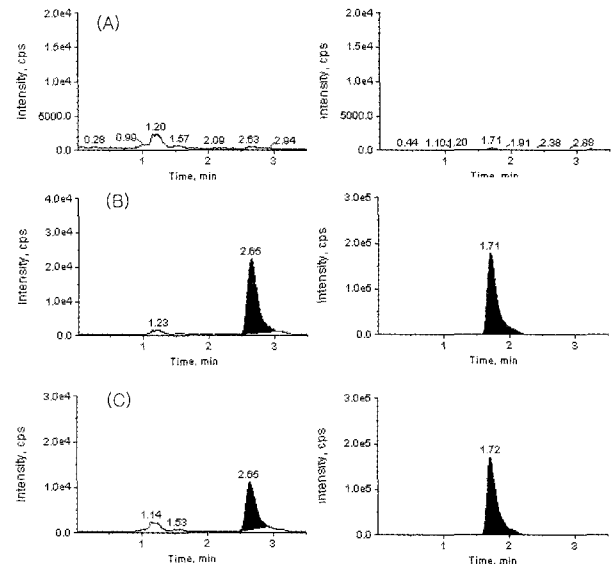 (A)
Intensity, cps
2.0e4
1.5e4
1.0e4
5000.0
0.0
0.28 0.99 1.20 1.57 2.09 2.63 2.94
1 2 3
Time, min
Intensity, cps
2.0e4
1.5e4
1.0e4
5000.0
0.0
0.44 1.10 1.20 1.71 1.91 2.38 2.88
1 2 3
Time, min
(B)
Intensity, cps
4.0e4
3.0e4
2.0e4
1.0e4
0.0
1.23 2.65
1 2 3
Time, min
Intensity, cps
3.0e5
2.0e5
1.0e5
0.0
1.71
1 2 3
Time, min
(C)
Intensity, cps
3.0e4
2.0e4
1.0e4
0.0
1.14 1.53 2.65
1 2 3
Time, min
Intensity, cps
3.0e5
2.0e5
1.0e5
0.0
1.72
1 2 3
Time, min